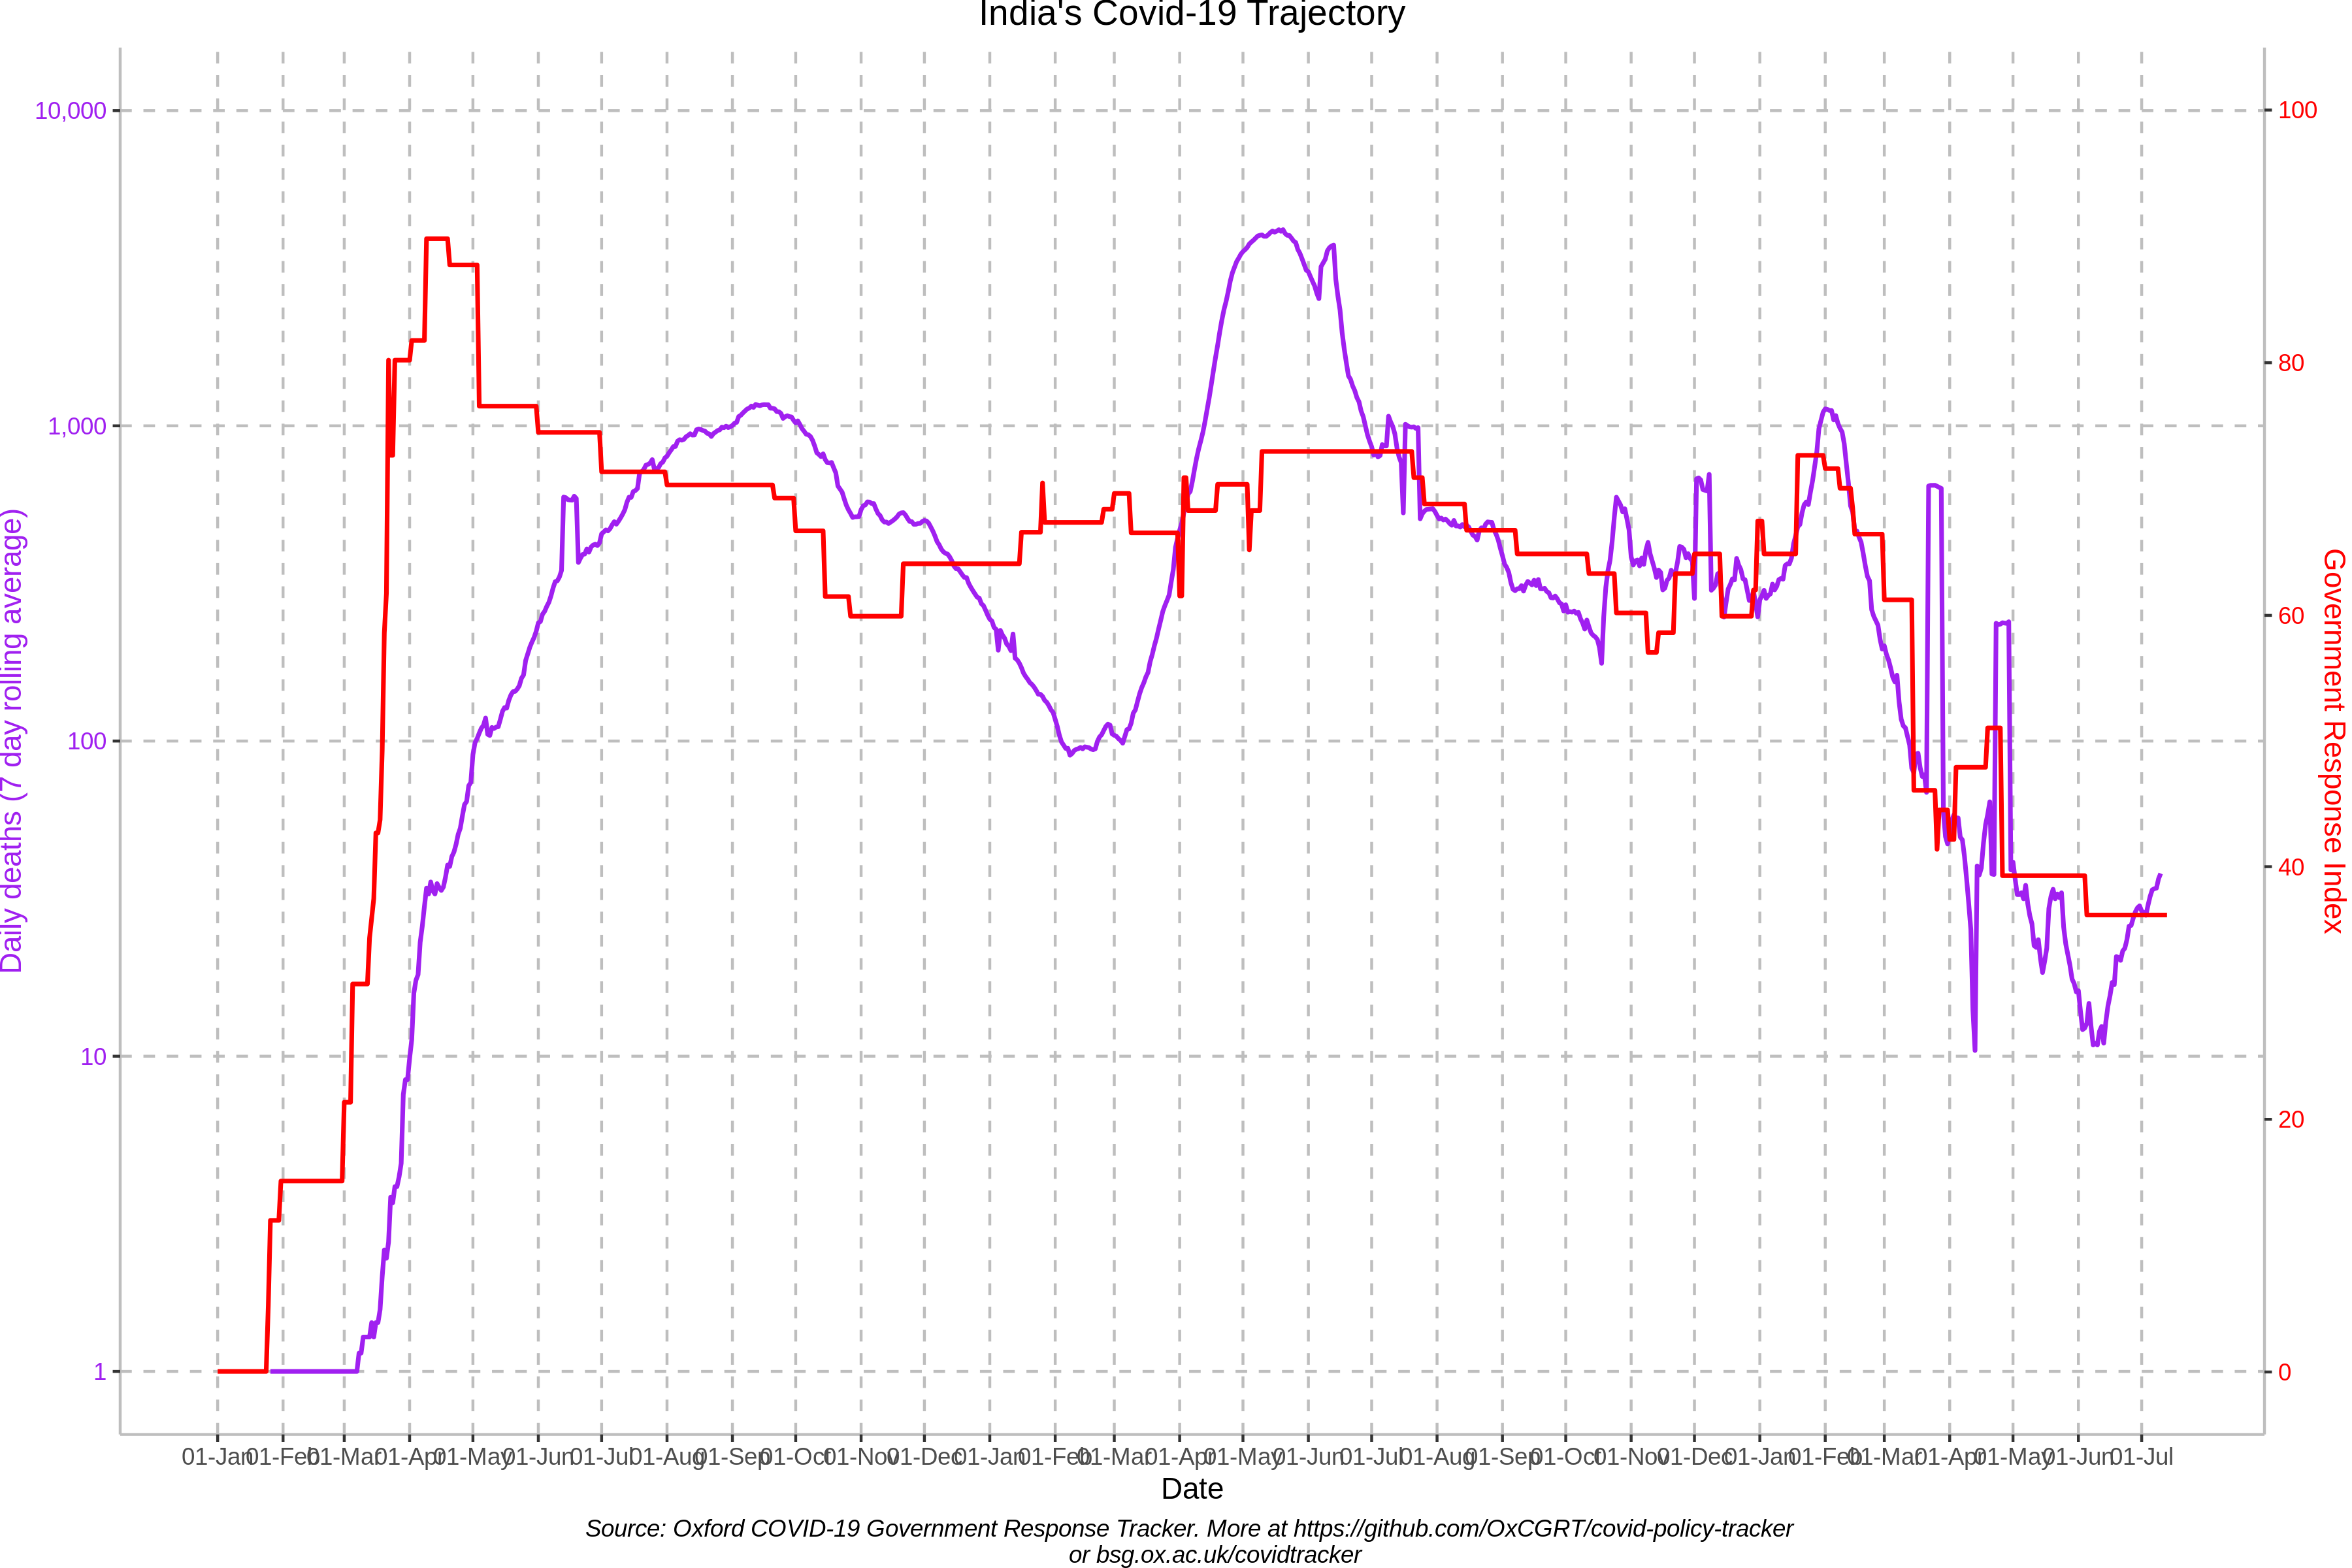 India's Covid-19 Trajectory
10,000
1,000
100
10
1
Daily deaths (7 day rolling average)
100
80
60
40
20
0
Government Response Index
01-Jan 01-Feb 01-Mar 01-Apr 01-May 01-Jun 01-Jul 01-Aug 01-Sep 01-Oct 01-Nov 01-Dec 01-Jan 01-Feb 01-Mar 01-Apr 01-May 01-Jun 01-Jul 01-Aug 01-Sep 01-Oct 01-Nov 01-Dec 01-Jan 01-Feb 01-Mar 01-Apr 01-May 01-Jun 01-Jul
Date
Source: Oxford COVID-19 Government Response Tracker. More at https://github.com/OxCGRT/covid-policy-tracker
or bsg.ox.ac.uk/covidtracker